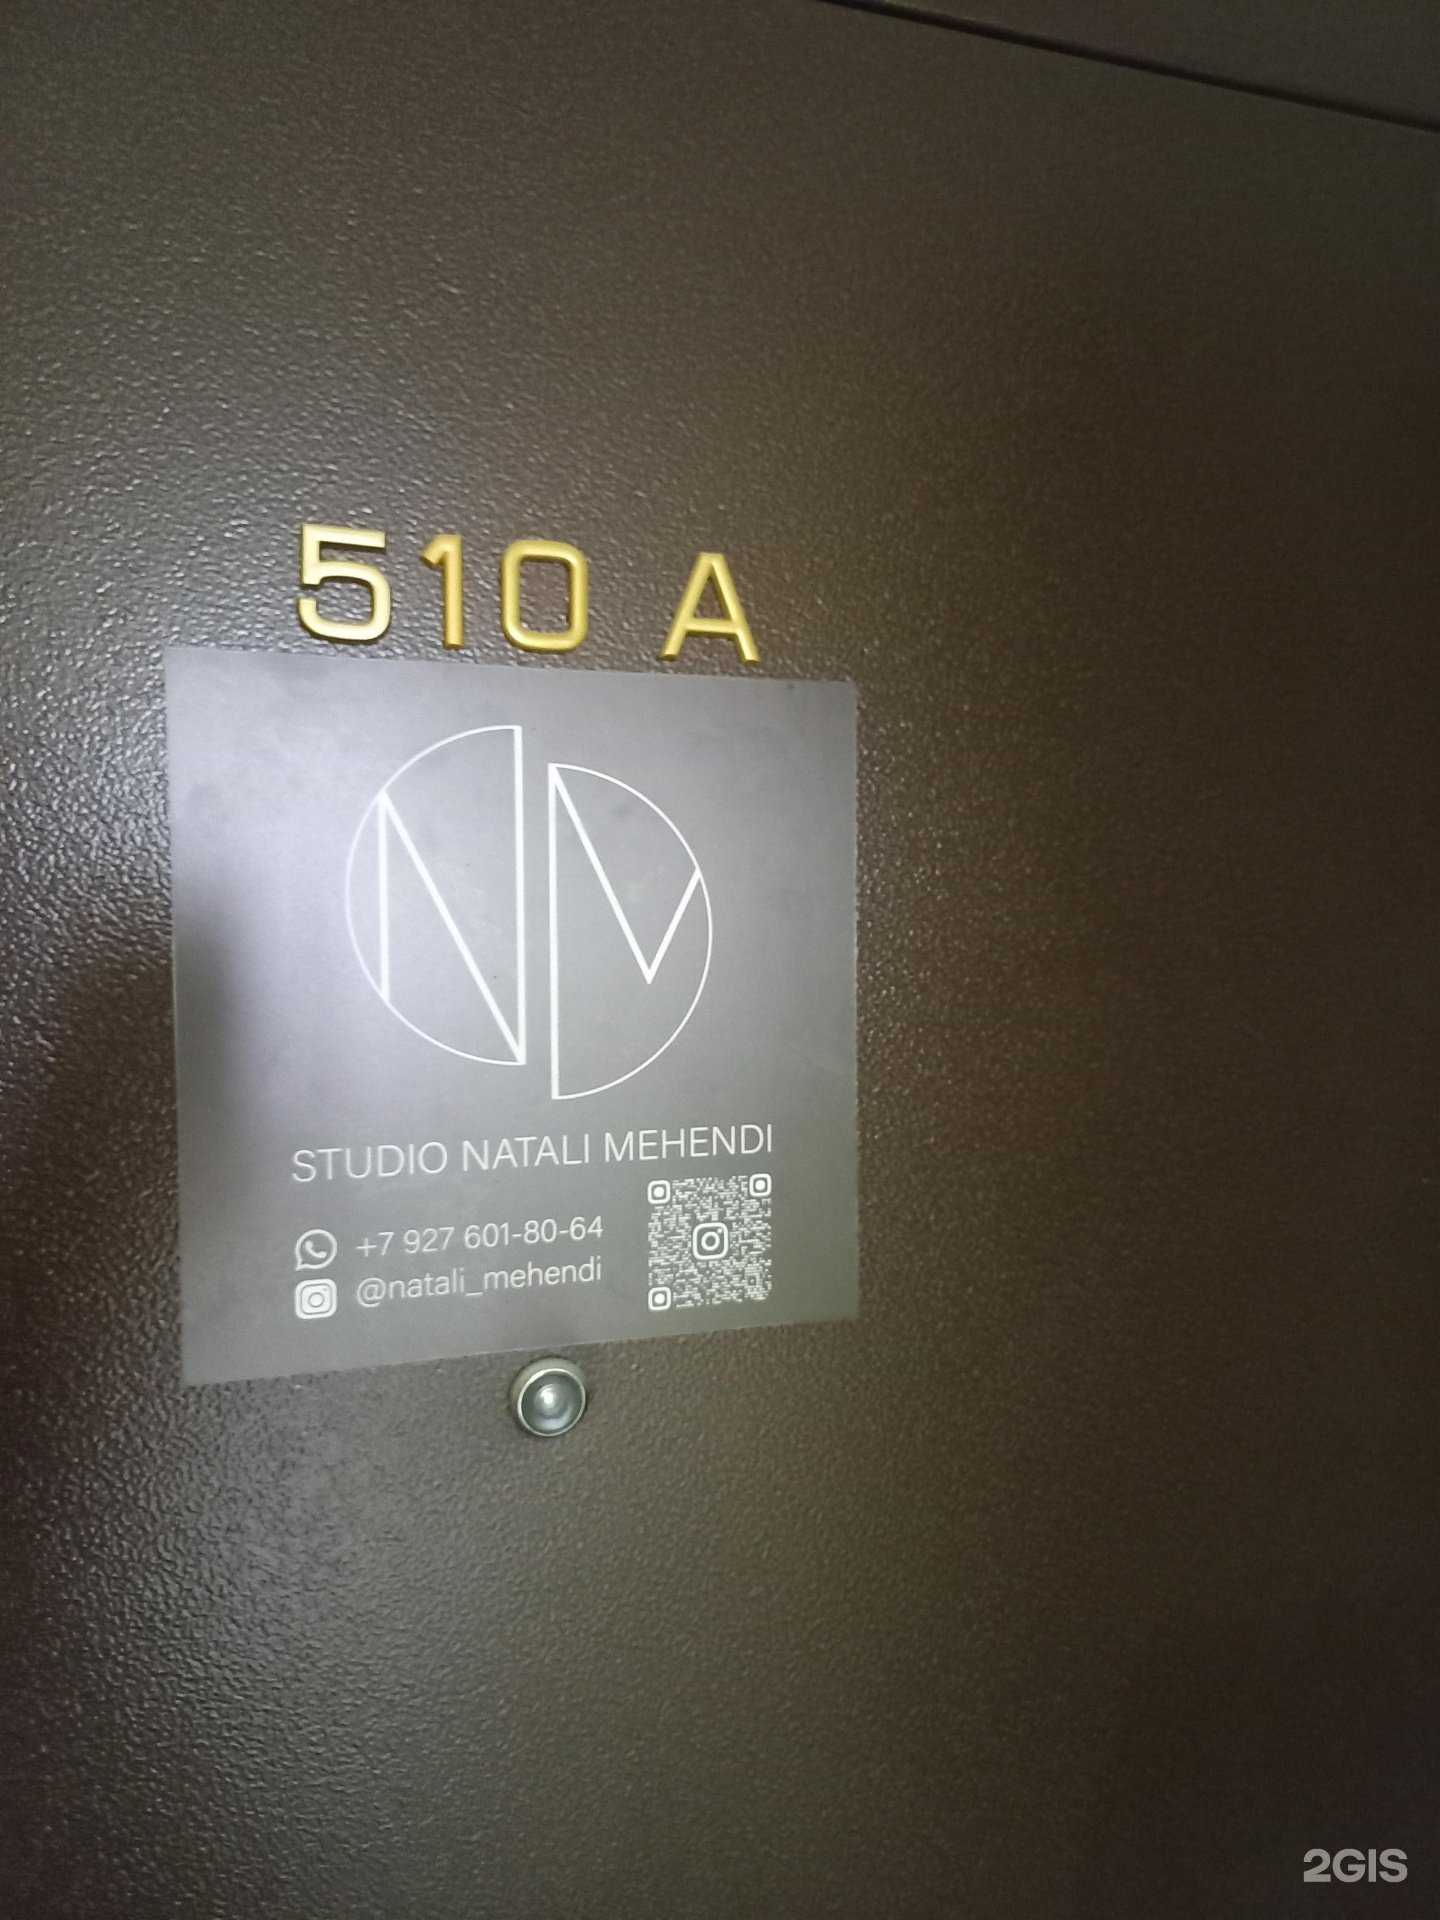 510 A
STUDIO NATALI MEHENDI
+7 927 601-80-64
@natali_mehendi
2GIS